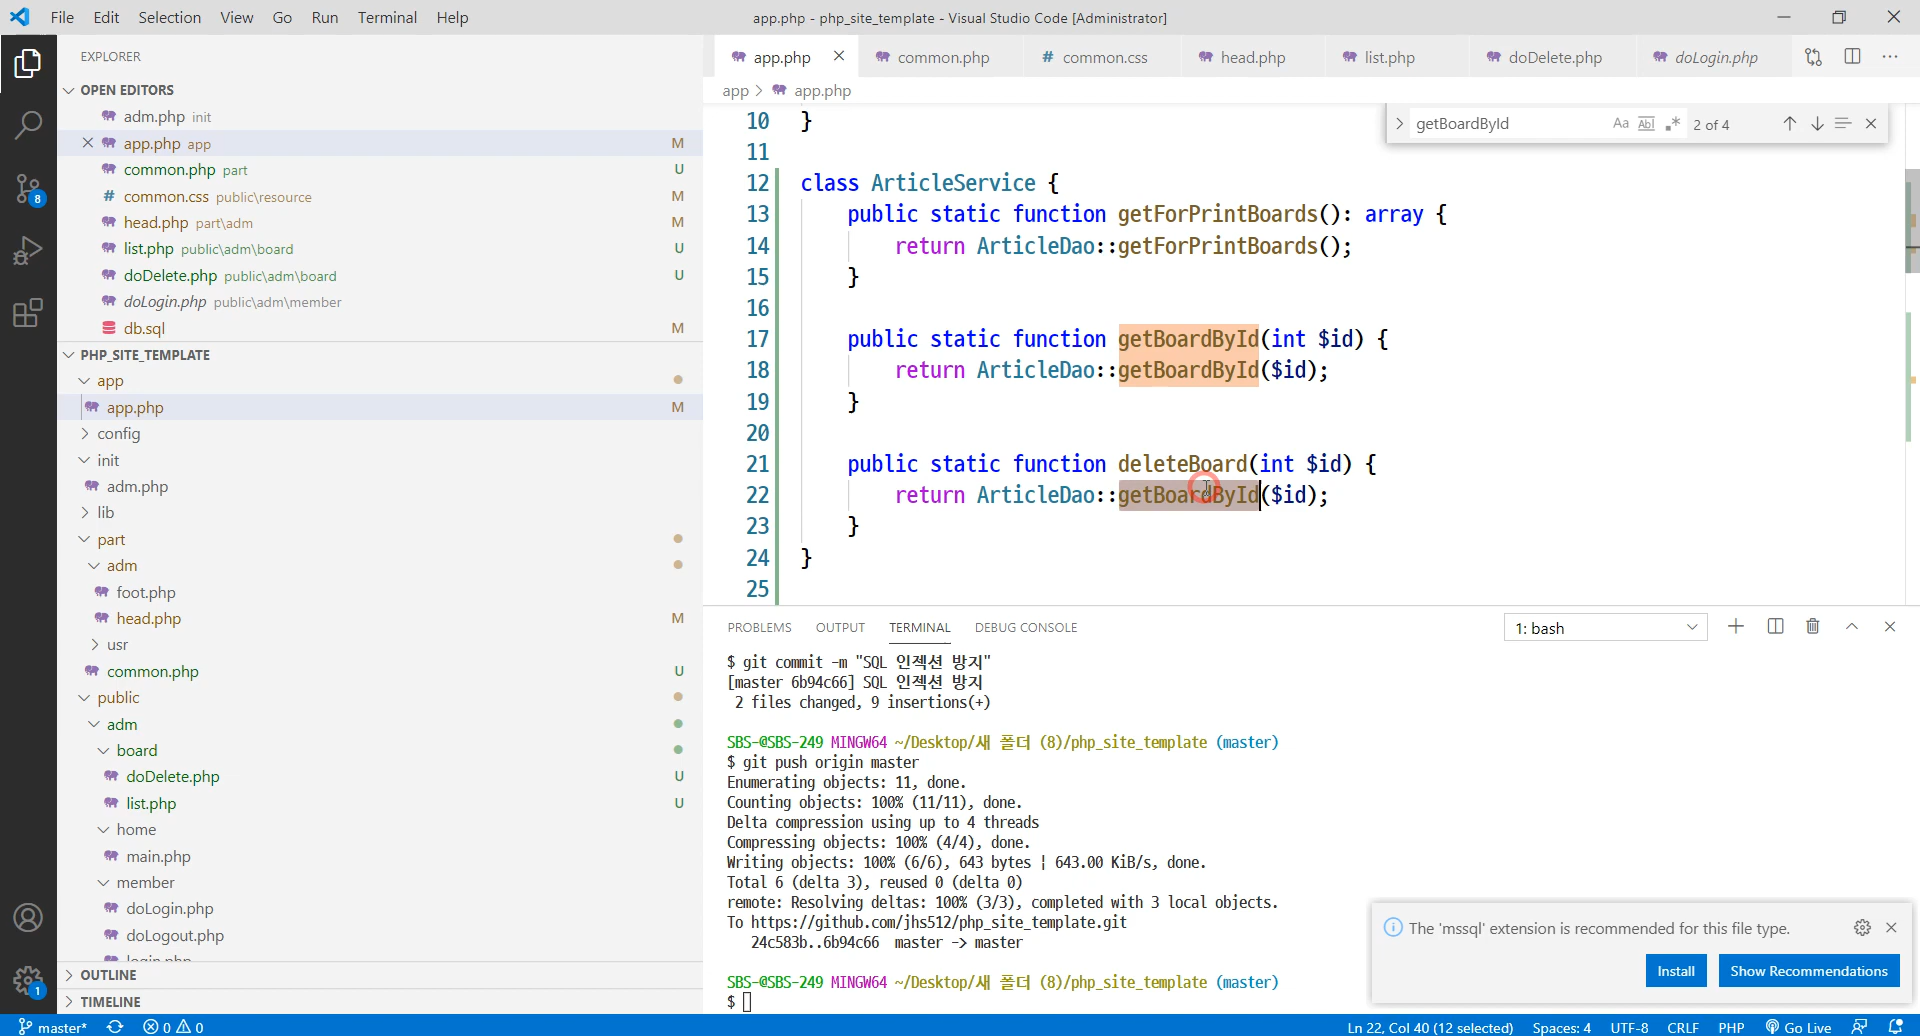 File Edit Selection View Go Run Terminal Help
app.php - php_site_template - Visual Studio Code [Administrator]
EXPLORER
OPEN EDITORS
adm.php init
app.php app M
common.php part U
# common.css public\resource M
head.php part\adm M
list.php public\adm\board U
doDelete.php public\adm\board U
doLogin.php public\adm\member
db.sql M
PHP_SITE_TEMPLATE
app
app.php M
config
init
adm.php
lib
part
adm
foot.php
head.php M
usr
common.php U
public
adm
board
doDelete.php U
list.php U
home
main.php
member
doLogin.php
doLogout.php
login.php
OUTLINE
TIMELINE
8
1
app.php common.php # common.css head.php list.php doDelete.php doLogin.php
app > app.php
getBoardById Aa Abl .* 2 of 4
10 }
11
12 class ArticleService {
13 public static function getForPrintBoards(): array {
14 return ArticleDao::getForPrintBoards();
15 }
16
17 public static function getBoardById(int $id) {
18 return ArticleDao::getBoardById($id);
19 }
20
21 public static function deleteBoard(int $id) {
22 return ArticleDao::getBoardById($id);
23 }
24 }
25
PROBLEMS OUTPUT TERMINAL DEBUG CONSOLE 1: bash
$ git commit -m "SQL 인젝션 방지"
[master 6b94c66] SQL 인젝션 방지
2 files changed, 9 insertions(+)
SBS-@SBS-249 MINGW64 ~/Desktop/새 폴더 (8)/php_site_template (master)
$ git push origin master
Enumerating objects: 11, done.
Counting objects: 100% (11/11), done.
Delta compression using up to 4 threads
Compressing objects: 100% (4/4), done.
Writing objects: 100% (6/6), 643 bytes | 643.00 KiB/s, done.
Total 6 (delta 3), reused 0 (delta 0)
remote: Resolving deltas: 100% (3/3), completed with 3 local objects.
To https://github.com/jhs512/php_site_template.git
24c583b..6b94c66 master -> master
SBS-@SBS-249 MINGW64 ~/Desktop/새 폴더 (8)/php_site_template (master)
$
The 'mssql' extension is recommended for this file type.
Install Show Recommendations
master* 0 0 Ln 22, Col 40 (12 selected) Spaces: 4 UTF-8 CRLF PHP Go Live